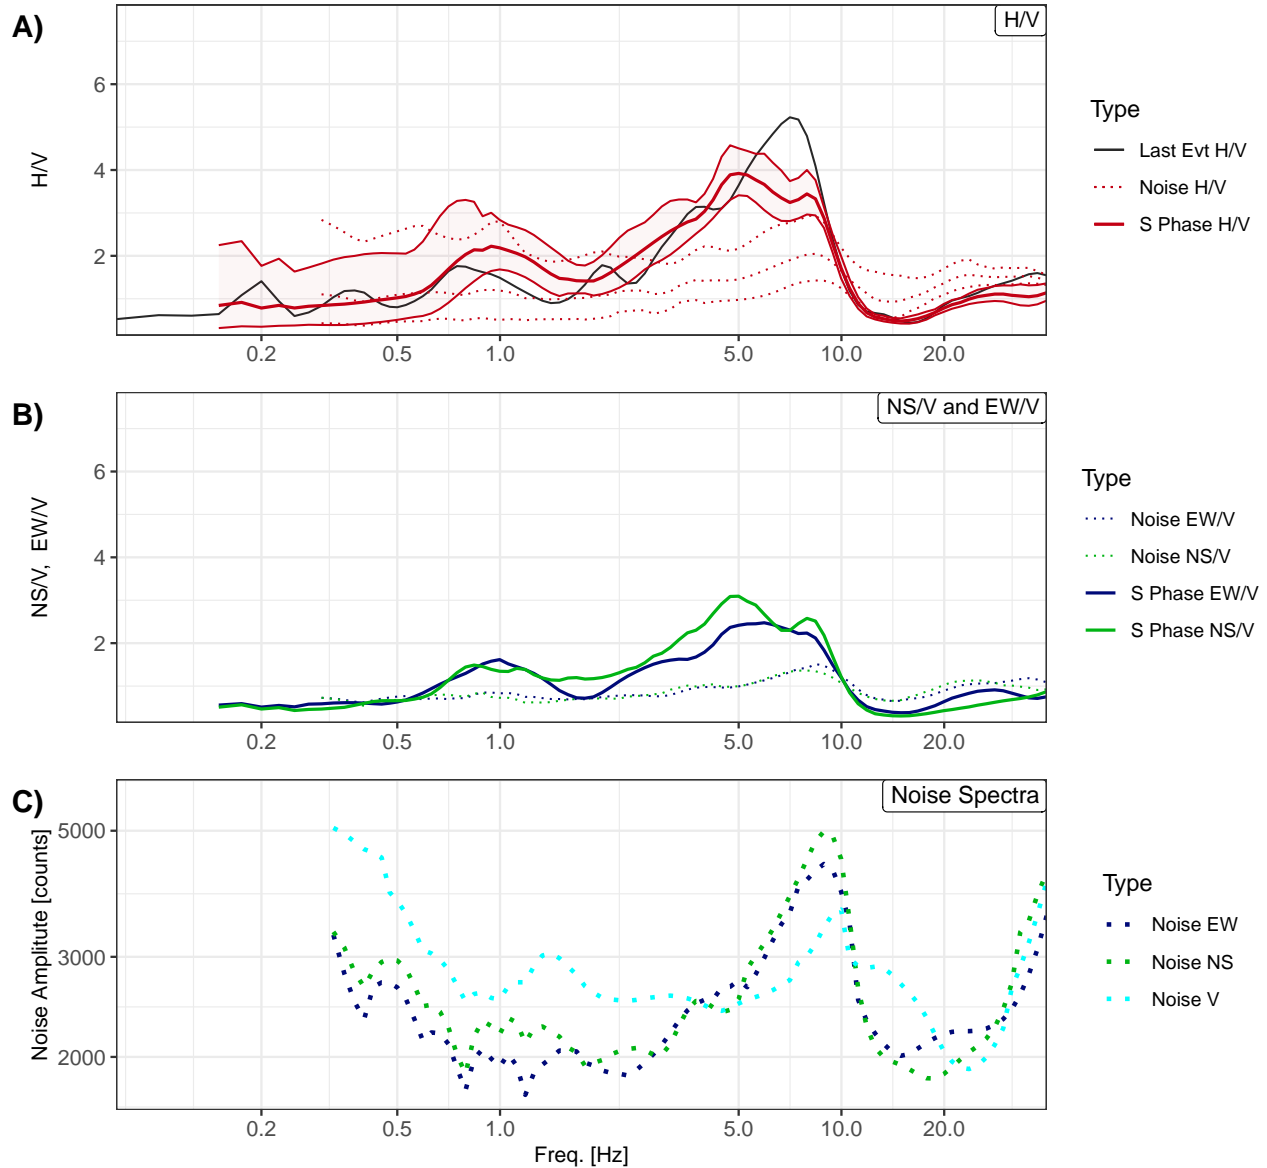 A)
H/V
6
4
2
H/V
0.2 0.5 1.0 5.0 10.0 20.0
Type
Last Evt H/V
Noise H/V
S Phase H/V
B)
NS/V and EW/V
6
4
2
NS/V, EW/V
0.2 0.5 1.0 5.0 10.0 20.0
Type
Noise EW/V
Noise NS/V
S Phase EW/V
S Phase NS/V
C)
Noise Spectra
5000
3000
2000
Noise Amplitute [counts]
0.2 0.5 1.0 5.0 10.0 20.0
Freq. [Hz]
Type
Noise EW
Noise NS
Noise V